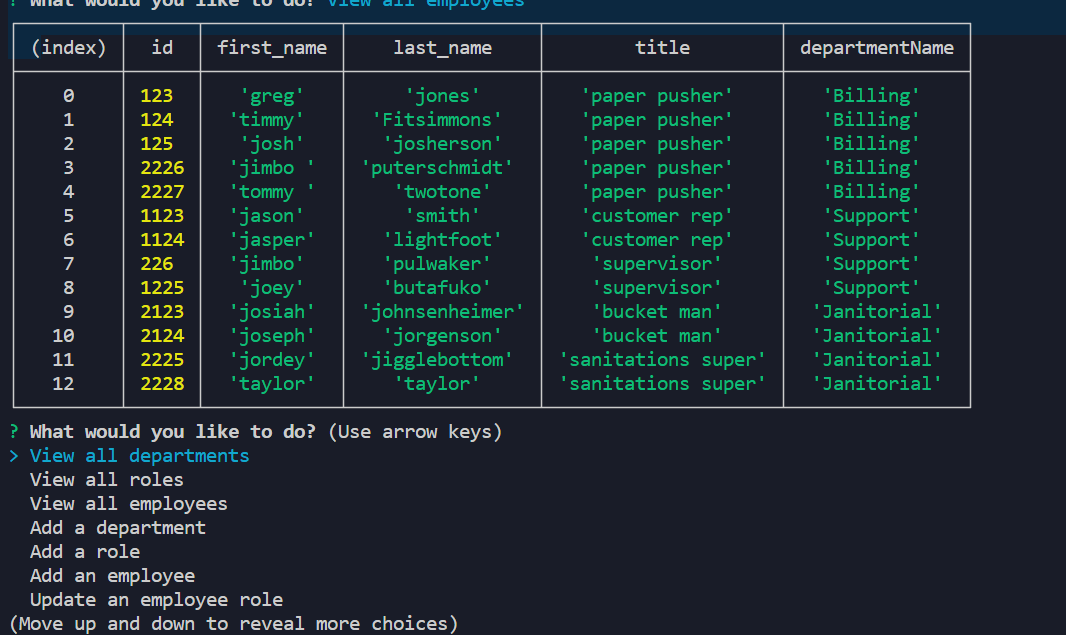 ? What would you like to do? View all employees
(index) id first_name last_name title departmentName
0 123 'greg' 'jones' 'paper pusher' 'Billing'
1 124 'timmy' 'Fitsimmons' 'paper pusher' 'Billing'
2 125 'josh' 'josherson' 'paper pusher' 'Billing'
3 2226 'jimbo ' 'puterschmidt' 'paper pusher' 'Billing'
4 2227 'tommy ' 'twotone' 'paper pusher' 'Billing'
5 1123 'jason' 'smith' 'customer rep' 'Support'
6 1124 'jasper' 'lightfoot' 'customer rep' 'Support'
7 226 'jimbo' 'pulwaker' 'supervisor' 'Support'
8 1225 'joey' 'butafuko' 'supervisor' 'Support'
9 2123 'josiah' 'johnsenheimer' 'bucket man' 'Janitorial'
10 2124 'joseph' 'jorgenson' 'bucket man' 'Janitorial'
11 2225 'jordey' 'jigglebottom' 'sanitations super' 'Janitorial'
12 2228 'taylor' 'taylor' 'sanitations super' 'Janitorial'
? What would you like to do? (Use arrow keys)
> View all departments
View all roles
View all employees
Add a department
Add a role
Add an employee
Update an employee role
(Move up and down to reveal more choices)